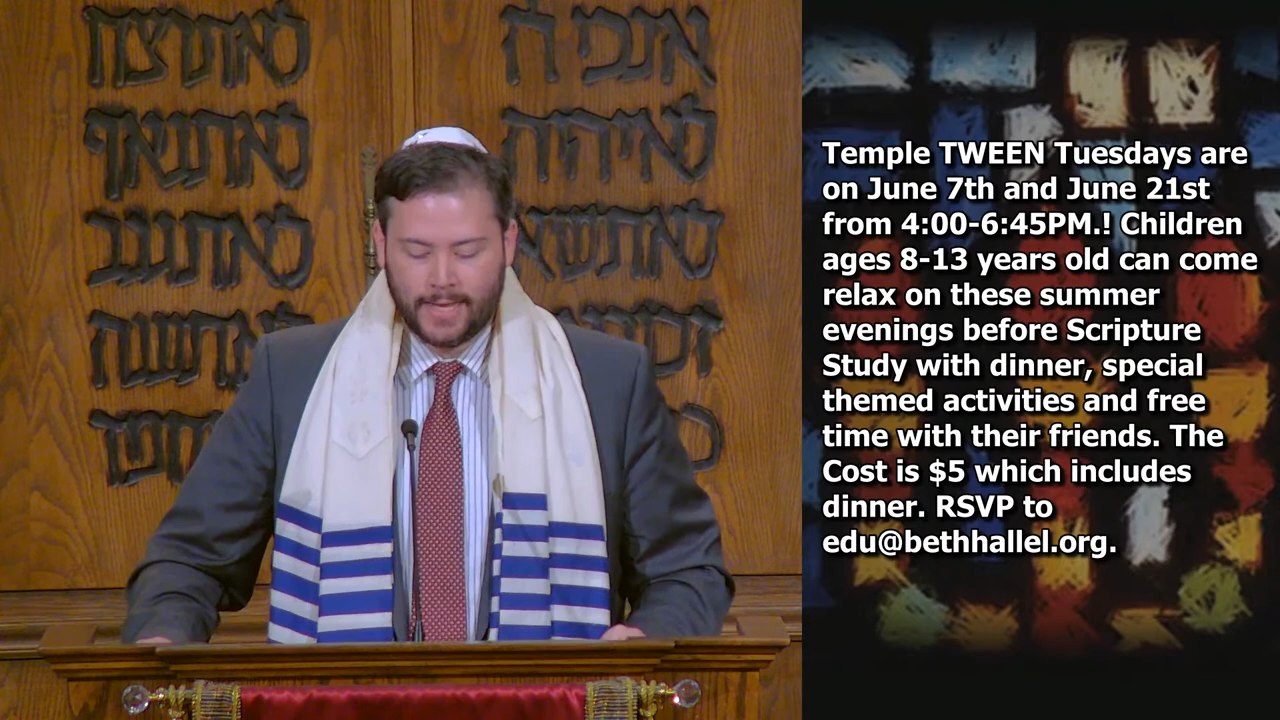 אנכי ה
לא יהיה
לא תשא
לא תרצח
לא תנאף
לא תגנב
לא תענה
Temple TWEEN Tuesdays are
on June 7th and June 21st
from 4:00-6:45PM.! Children
ages 8-13 years old can come
relax on these summer
evenings before Scripture
Study with dinner, special
themed activities and free
time with their friends. The
Cost is $5 which includes
dinner. RSVP to
edu@bethhallel.org.